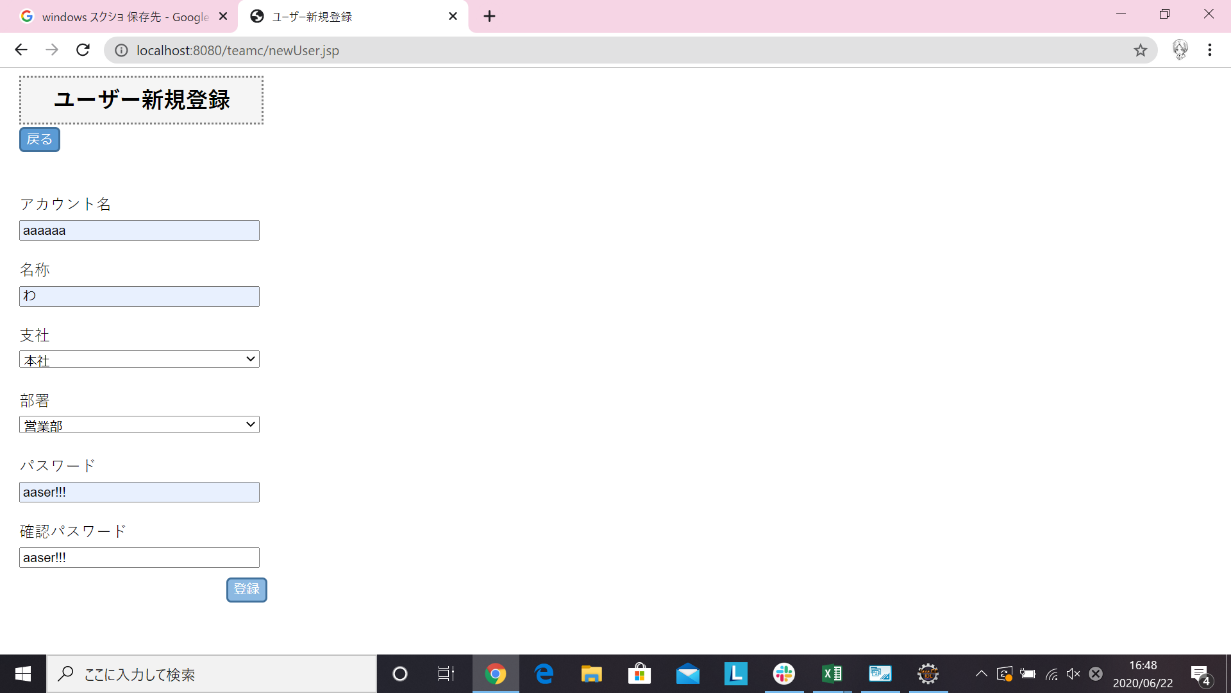 windows スクショ 保存先 - Google
ユーザー新規登録
localhost:8080/teamc/newUser.jsp
ユーザー新規登録
戻る
アカウント名
aaaaaa
名称
わ
支社
本社
部署
営業部
パスワード
aaser!!!
確認パスワード
aaser!!!
登録
ここに入力して検索
16:48
2020/06/22
4